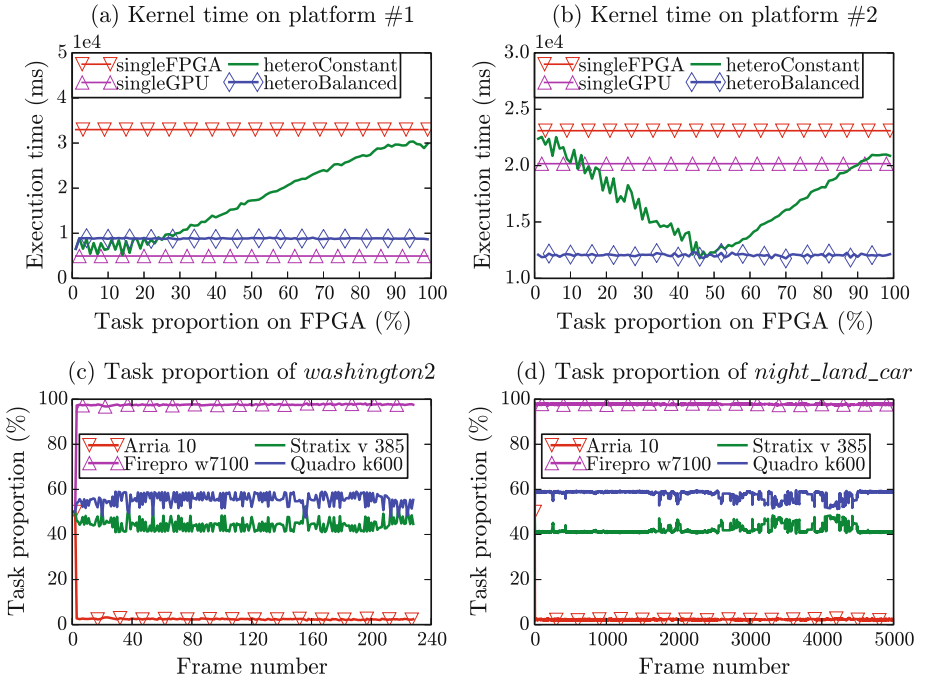 (a) Kernel time on platform #1
1e4
Execution time (ms)
5
4
3
2
1
0
singleFPGA
heteroConstant
singleGPU
heteroBalanced
0 10 20 30 40 50 60 70 80 90 100
Task proportion on FPGA (%)
(b) Kernel time on platform #2
1e4
Execution time (ms)
3.0
2.5
2.0
1.5
1.0
singleFPGA
heteroConstant
singleGPU
heteroBalanced
0 10 20 30 40 50 60 70 80 90 100
Task proportion on FPGA (%)
(c) Task proportion of washington2
Task proportion (%)
100
80
60
40
20
0
Arria 10
Stratix v 385
Firepro w7100
Quadro k600
0 40 80 120 160 200 240
Frame number
(d) Task proportion of night_land_car
Task proportion (%)
100
80
60
40
20
0
Arria 10
Stratix v 385
Firepro w7100
Quadro k600
0 1000 2000 3000 4000 5000
Frame number